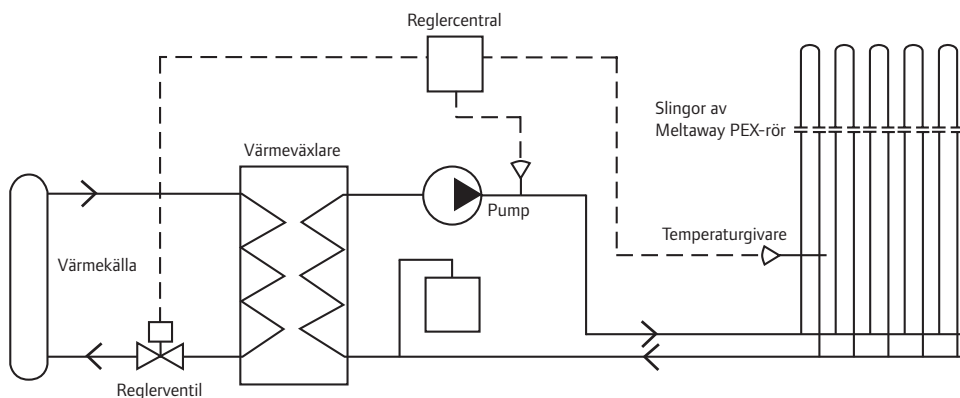 Reglercentral
Slingor av
Meltaway PEX-rör
Värmeväxlare
Pump
Temperaturgivare
Värmekälla
Reglerventil